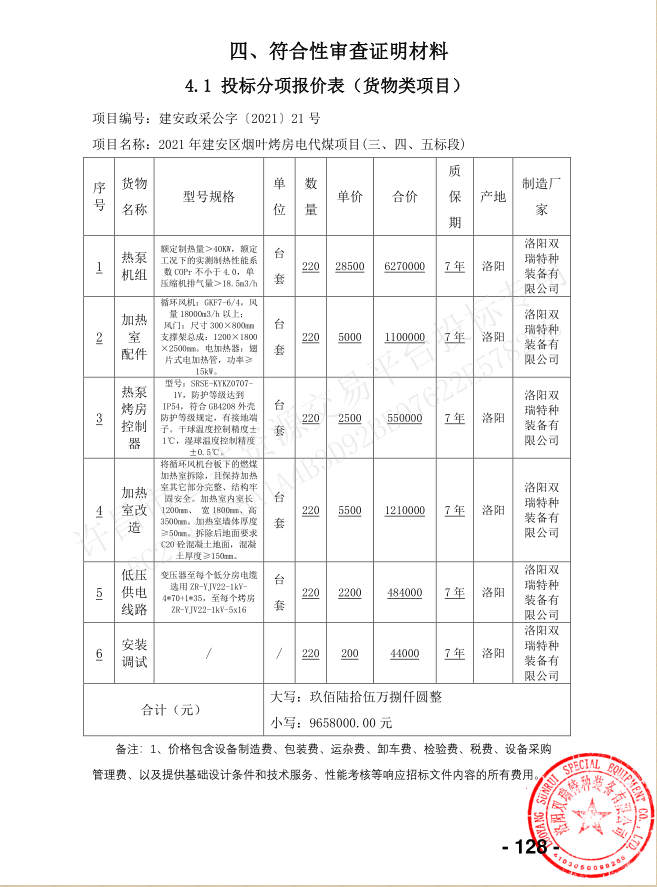 四、符合性审查证明材料
4.1 投标分项报价表（货物类项目）
项目编号：建安政采公字〔2021〕21号
项目名称：2021年建安区烟叶烤房电代煤项目(三、四、五标段)
序号 货物名称 型号规格 单位 数量 单价 合价 质保期 产地 制造厂家
1 热泵机组 额定制热量＞40KW，额定工况下的实测制热性能系数COPr不小于4.0，单压缩机排气量＞18.5m3/h 台套 220 28500 6270000 7年 洛阳 洛阳双瑞特种装备有限公司
2 加热室配件 循环风机：GKF7-6/4，风量18000m3/h以上；风门：尺寸300×800mm 支撑架总成：1200×1800×2500mm。电加热器：翅片式电加热管，功率≥15kW。 台套 220 5000 1100000 7年 洛阳 洛阳双瑞特种装备有限公司
3 热泵烤房控制器 型号：SRSE-KYKZ0707-1V，防护等级达到IP54，符合GB4208外壳防护等级规定，有接地端子。干球温度控制精度±1℃，湿球温度控制精度±0.5℃。 台套 220 2500 550000 7年 洛阳 洛阳双瑞特种装备有限公司
4 加热室改造 将循环风机台板下的燃煤加热室拆除，且保持加热室其它部分完整、结构牢固安全。加热室内室长1200mm、宽1800mm、高3500mm。加热室墙体厚度≥50mm。拆除后地面要求C20砼混凝土地面，混凝土厚度≥150mm。 台套 220 5500 1210000 7年 洛阳 洛阳双瑞特种装备有限公司
5 低压供电线路 变压器至每个低分房电缆选用ZR-YJV22-1kV-4*70+1*35，至每个烤房ZR-YJV22-1kV-5x16 台套 220 2200 484000 7年 洛阳 洛阳双瑞特种装备有限公司
6 安装调试 / / 220 200 44000 7年 洛阳 洛阳双瑞特种装备有限公司
合计（元） 大写：玖佰陆拾伍万捌仟圆整
小写：9658000.00元
备注：1、价格包含设备制造费、包装费、运杂费、卸车费、检验费、税费、设备采购
管理费、以及提供基础设计条件和技术服务、性能考核等响应招标文件内容的所有费用。
LUOYANG SUNRUI SPECIAL EQUIPMENT CO., LTD.
洛阳双瑞特种装备有限公司
- 128 -